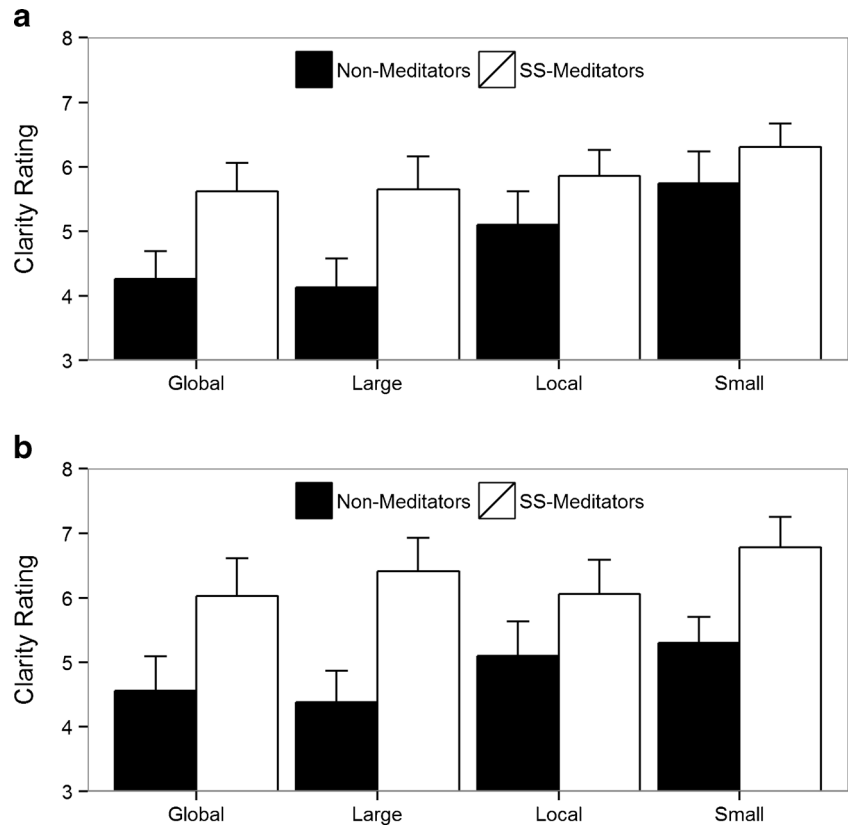 a
8
7
6
5
4
3
Clarity Rating
Non-Meditators SS-Meditators
Global Large Local Small
b
8
7
6
5
4
3
Clarity Rating
Non-Meditators SS-Meditators
Global Large Local Small